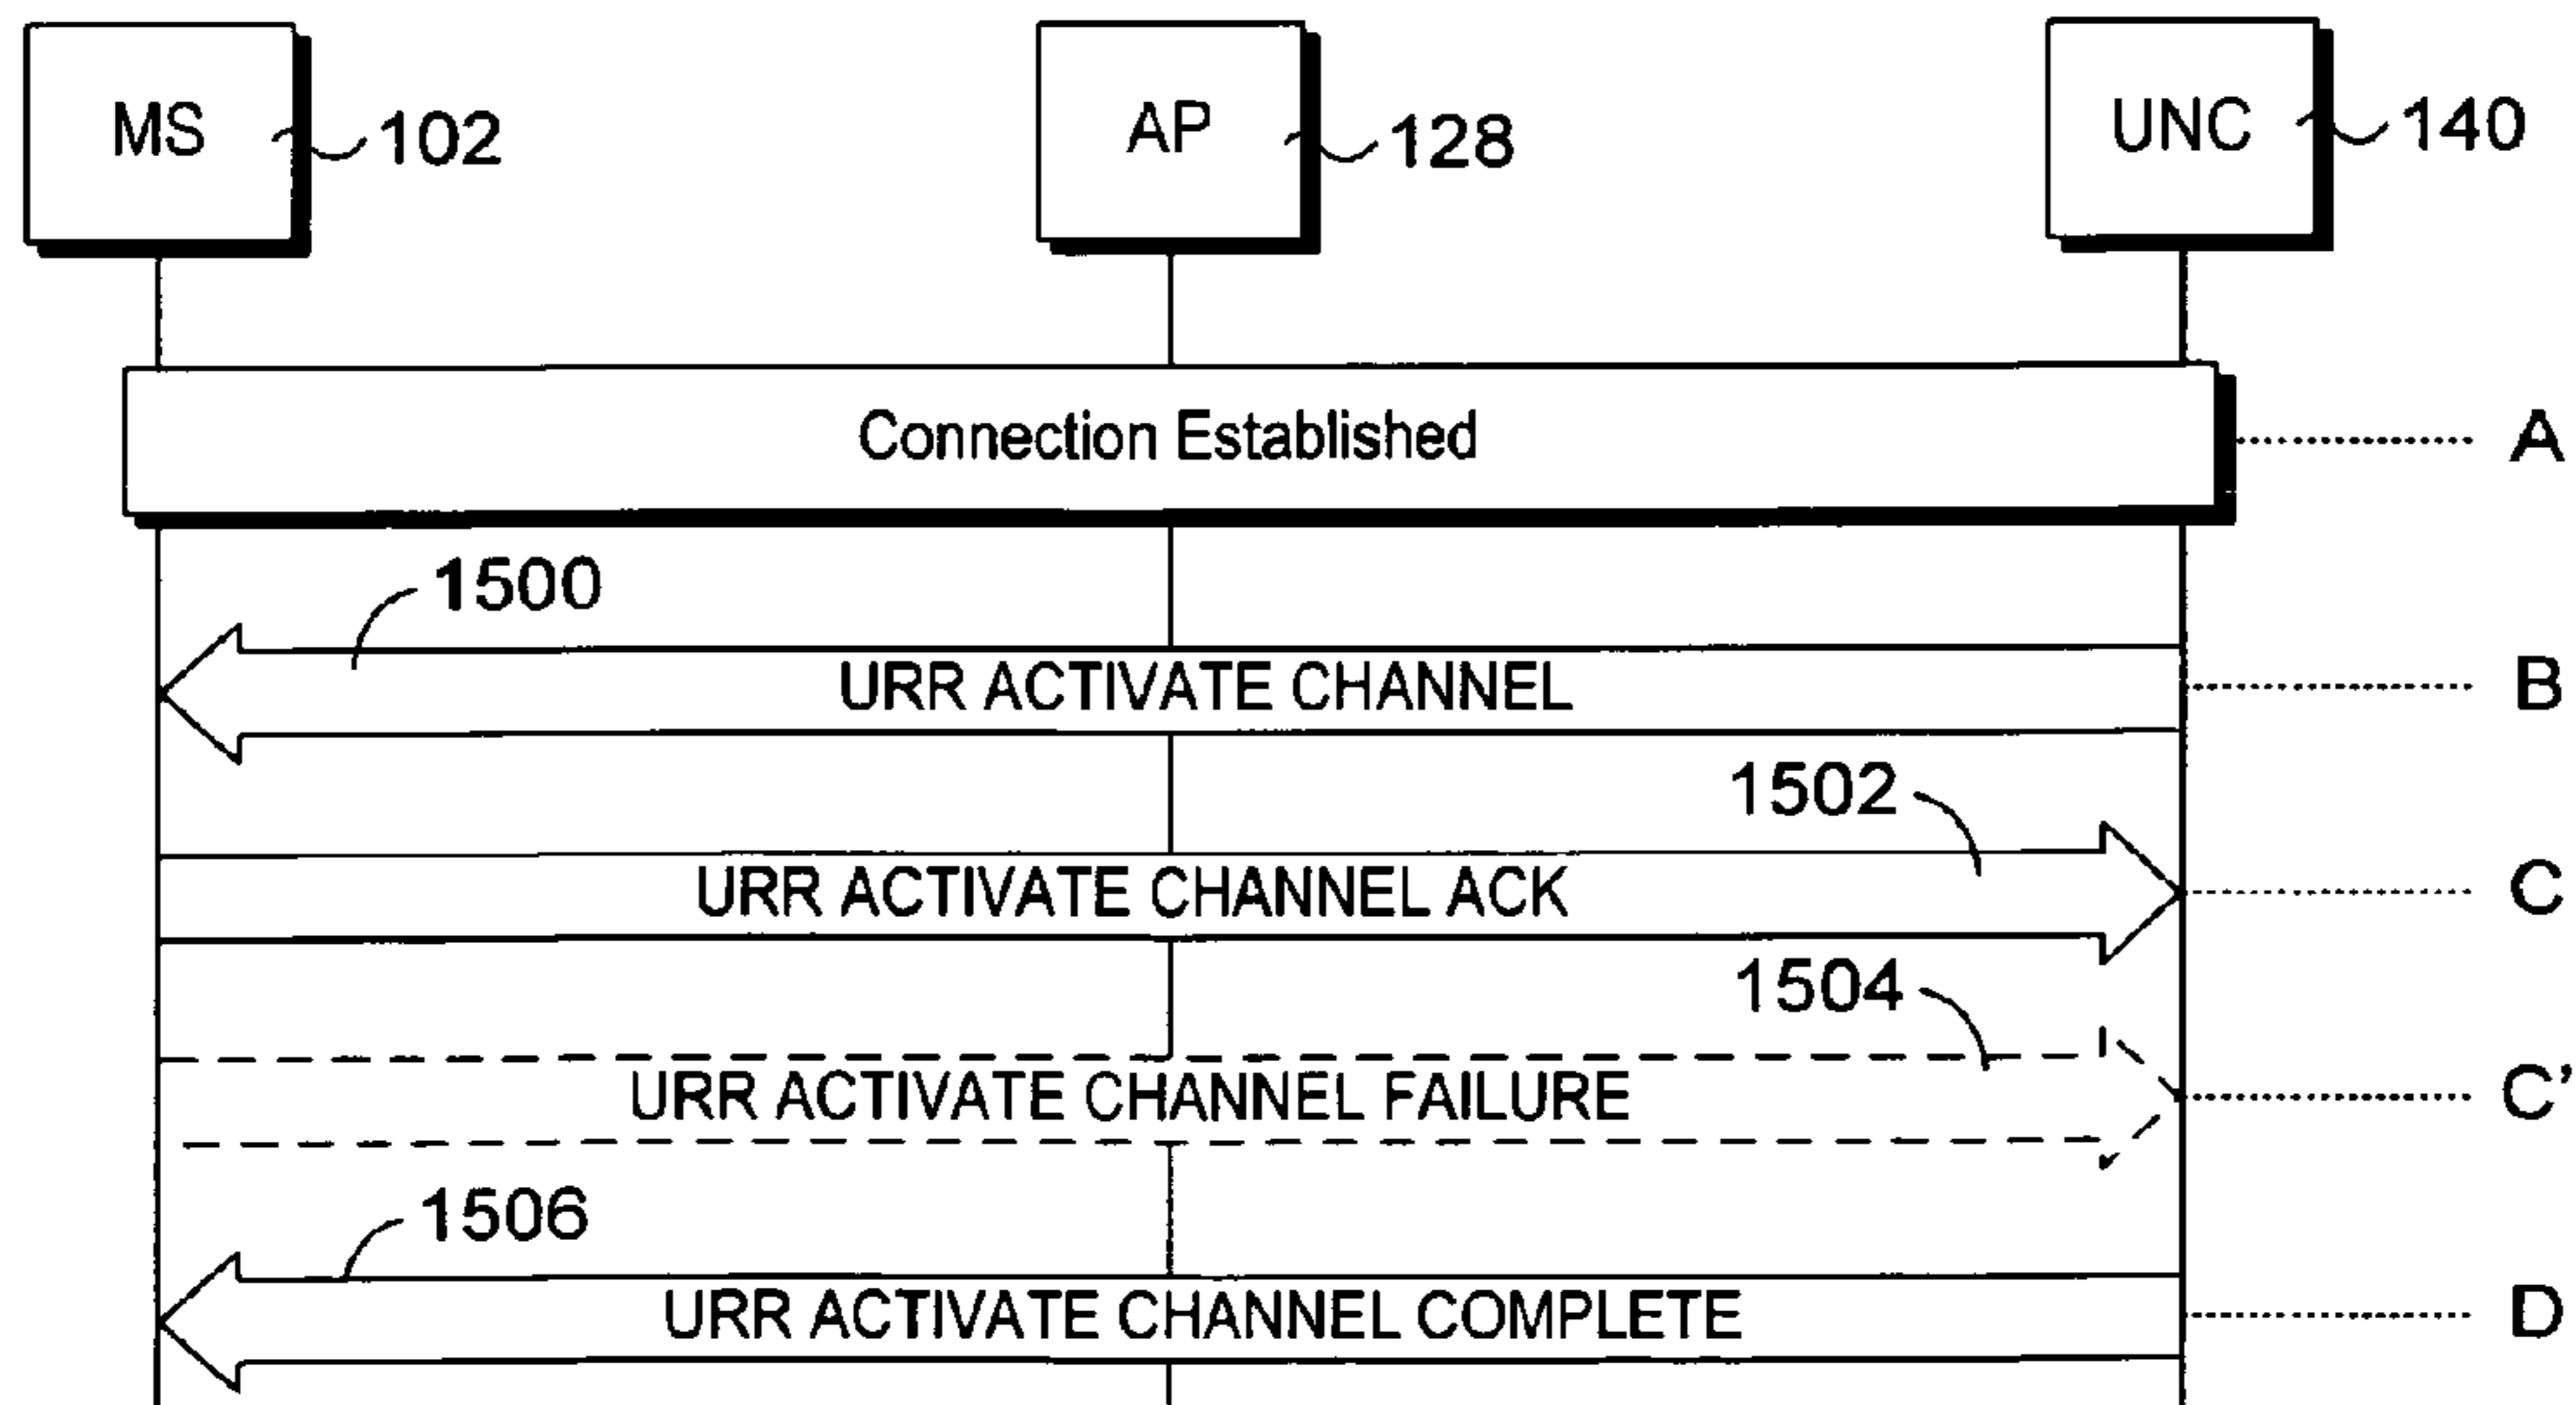 MS
102
AP
128
UNC
140
Connection Established
A
1500
URR ACTIVATE CHANNEL
B
1502
URR ACTIVATE CHANNEL ACK
C
1504
URR ACTIVATE CHANNEL FAILURE
C'
1506
URR ACTIVATE CHANNEL COMPLETE
D